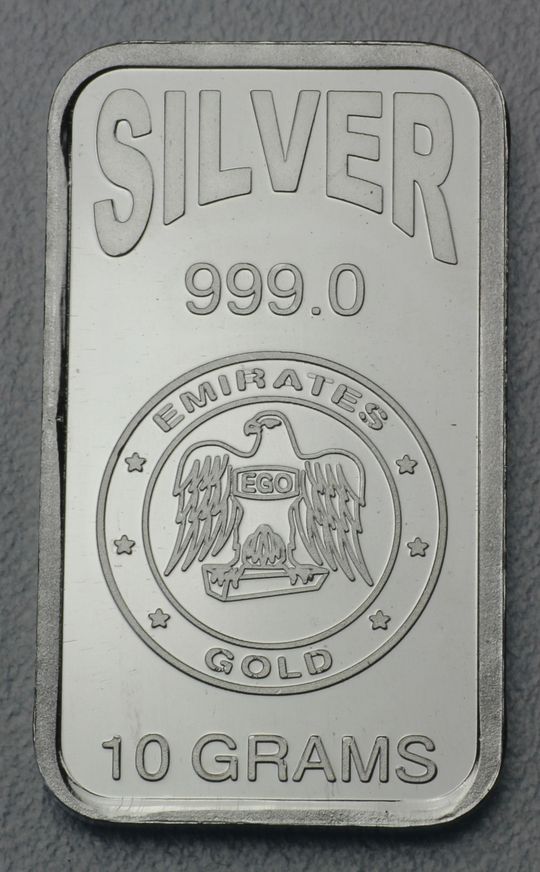 SILVER
999.0
EMIRATES
EGO
GOLD
10 GRAMS